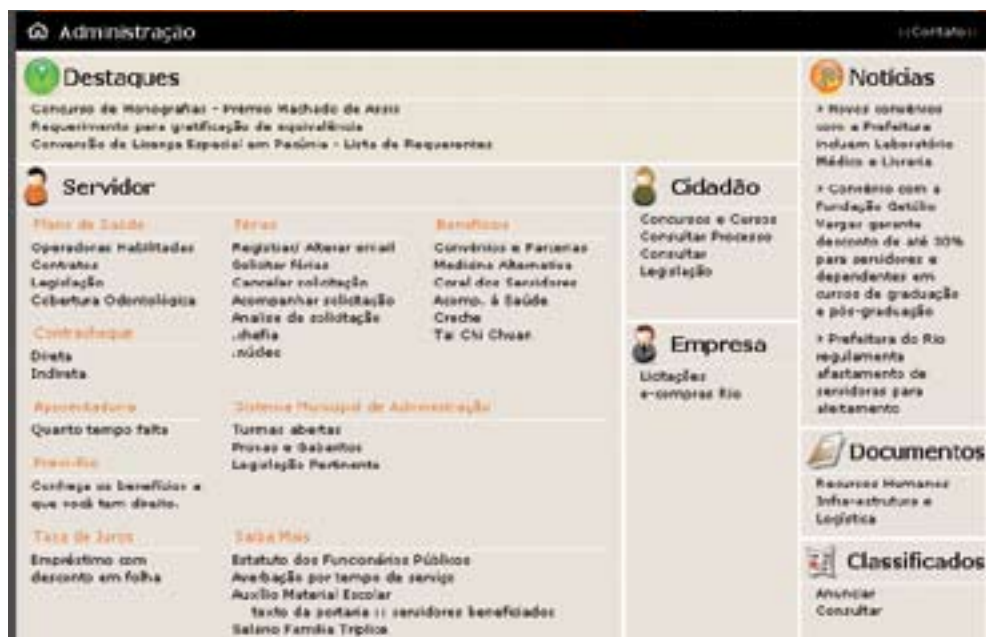 Administração
::Contato::
Destaques
Concurso de Monografias - Prêmio Machado de Assis
Requerimento para gratificação de equivalência
Conversão de Licença Especial em Pecúnia - Lista de Requerentes
Servidor
Plano de Saúde
Operadoras Habilitadas
Contratos
Legislação
Cobertura Odontológica
Contracheque
Direta
Indireta
Aposentadoria
Quanto tempo falta
Previ-Rio
Conheça os benefícios a
que você tem direito.
Taxa de Juros
Empréstimo com
desconto em folha
Férias
Registrar/ Alterar email
Solicitar férias
Cancelar solicitação
Acompanhar solicitação
Analise de solicitação
.chefia
.núcleo
Benefícios
Convênios e Parcerias
Medicina Alternativa
Coral dos Servidores
Acomp. à Saúde
Creche
Tai Chi Chuan
Sistema Municipal de Administração
Turmas abertas
Provas e Gabaritos
Legislação Pertinente
Saiba Mais
Estatuto dos Funcionários Públicos
Averbação por tempo de serviço
Auxílio Material Escolar
texto da portaria :: servidores beneficiados
Salário Família Tríplice
Cidadão
Concursos e Cursos
Consultar Processo
Consultar
Legislação
Empresa
Licitações
e-compras Rio
Notícias
> Novos convênios
com a Prefeitura
incluem Laboratório
Médico e Livraria
> Convênio com a
Fundação Getúlio
Vargas garante
desconto de até 30%
para servidores e
dependentes em
cursos de graduação
e pós-graduação
> Prefeitura do Rio
regulamenta
afastamento de
servidoras para
aleitamento
Documentos
Recursos Humanos
Infra-estrutura e
Logística
Classificados
Anunciar
Consultar